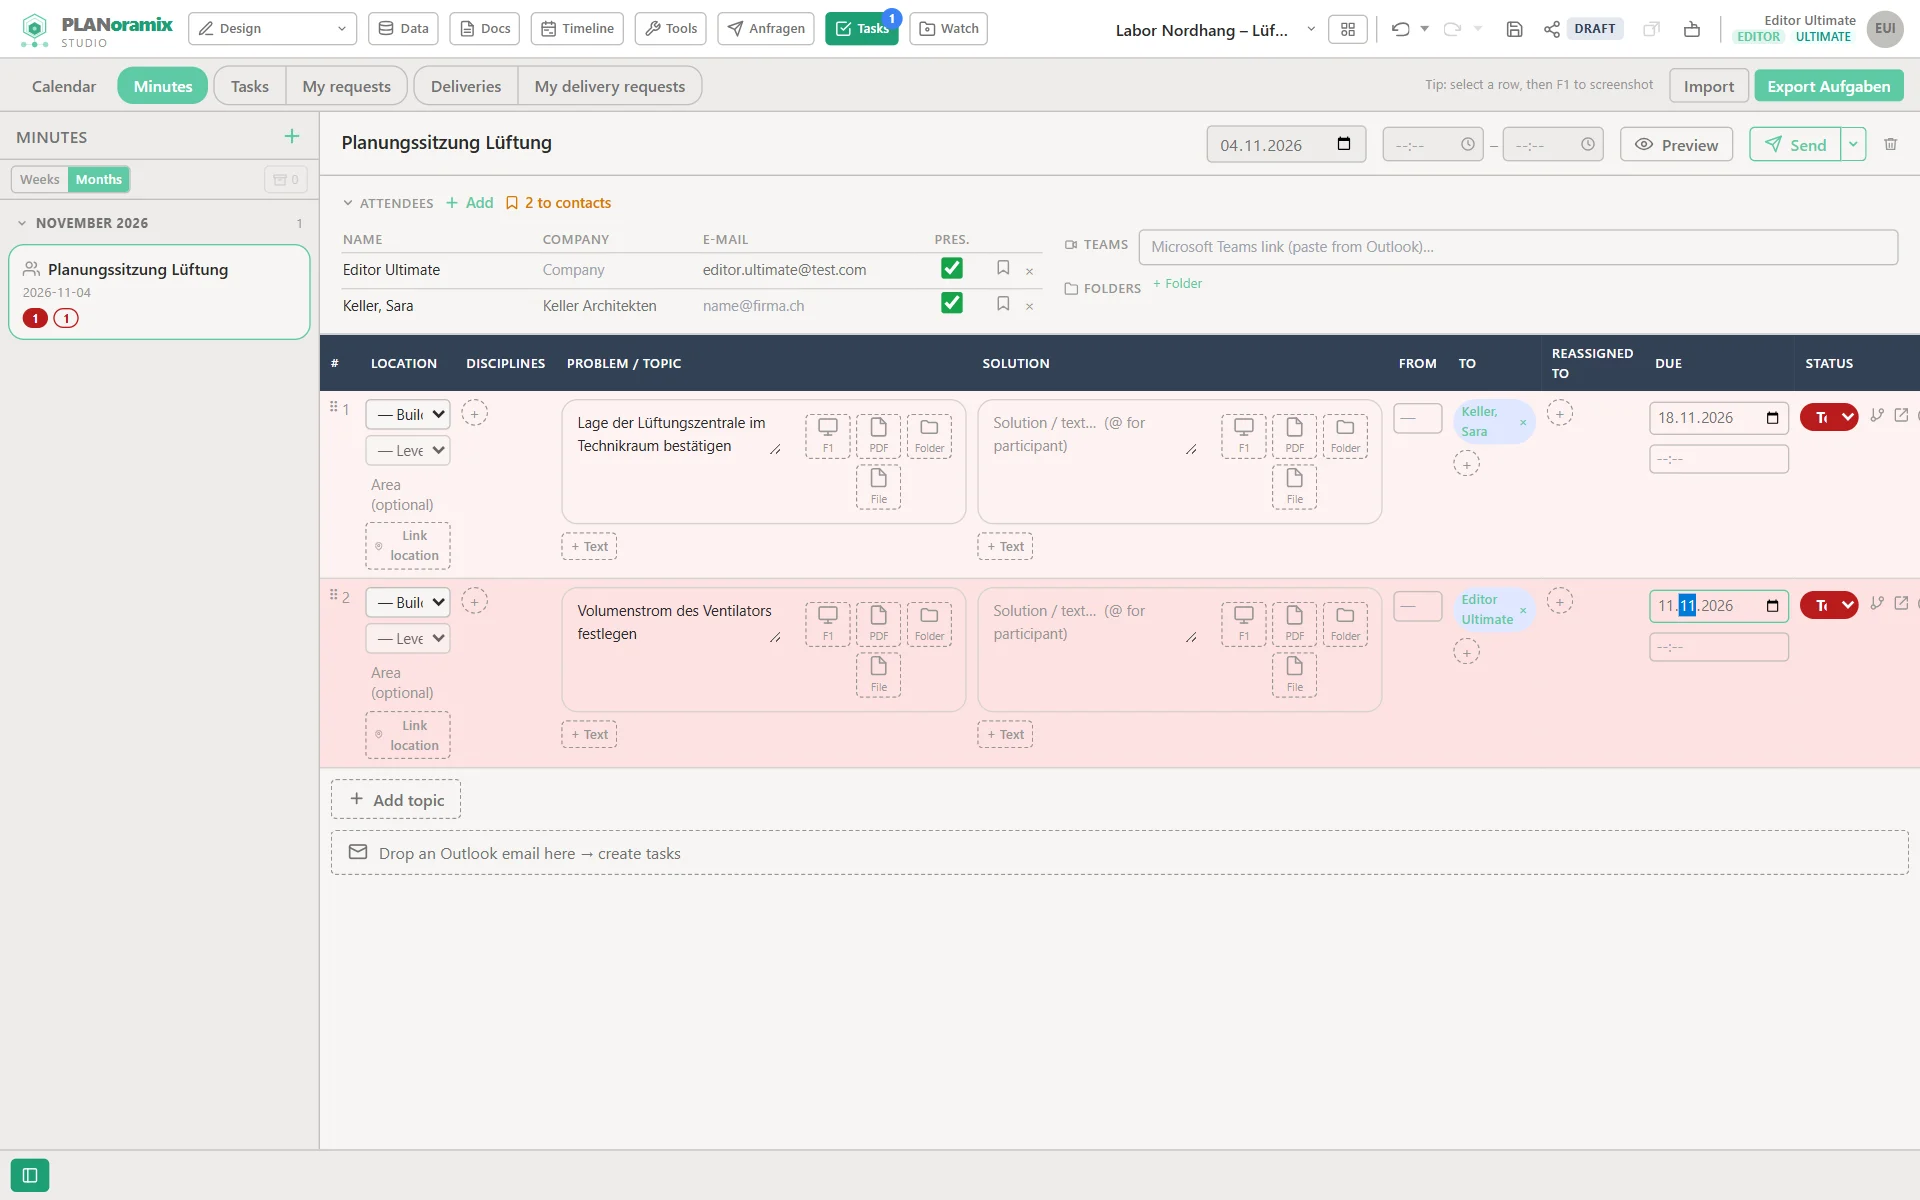 PLANoramix
STUDIO
Design
Data
Docs
Timeline
Tools
Anfragen
Tasks
1
Watch
Labor Nordhang – Lüf...
DRAFT
Editor Ultimate
EDITOR ULTIMATE
EUI
Calendar
Minutes
Tasks
My requests
Deliveries
My delivery requests
Tip: select a row, then F1 to screenshot
Import
Export Aufgaben
MINUTES
Weeks
Months
0
NOVEMBER 2026
1
Planungssitzung Lüftung
2026-11-04
1
1
Planungssitzung Lüftung
04.11.2026
--:--
–
--:--
Preview
Send
ATTENDEES
+ Add
2 to contacts
NAME
COMPANY
E-MAIL
PRES.
Editor Ultimate
Company
editor.ultimate@test.com
×
Keller, Sara
Keller Architekten
name@firma.ch
×
TEAMS
Microsoft Teams link (paste from Outlook)...
FOLDERS
+ Folder
#
LOCATION
DISCIPLINES
PROBLEM / TOPIC
SOLUTION
FROM
TO
REASSIGNED
TO
DUE
STATUS
1
— Buil
— Leve
Area
(optional)
Link
location
+
Lage der Lüftungszentrale im
Technikraum bestätigen
F1
PDF
Folder
File
+ Text
Solution / text... (@ for
participant)
F1
PDF
Folder
File
+ Text
—
Keller,
Sara
×
+
+
18.11.2026
--:--
2
— Buil
— Leve
Area
(optional)
Link
location
+
Volumenstrom des Ventilators
festlegen
F1
PDF
Folder
File
+ Text
Solution / text... (@ for
participant)
F1
PDF
Folder
File
+ Text
—
Editor
Ultimate
×
+
+
11.11.2026
--:--
+ Add topic
Drop an Outlook email here → create tasks